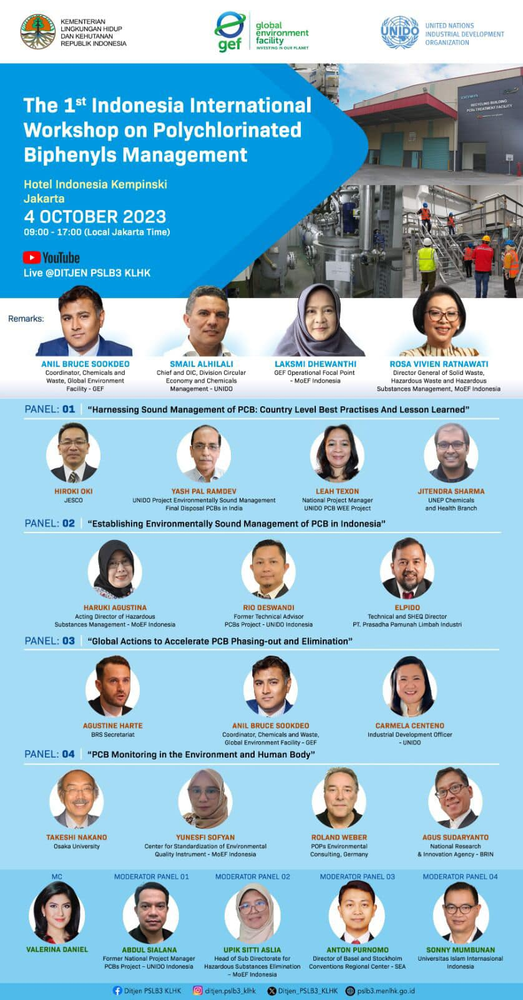 KEMENTERIAN
LINGKUNGAN HIDUP
DAN KEHUTANAN
REPUBLIK INDONESIA
gef
global
environment
facility
INVESTING IN OUR PLANET
UNIDO
UNITED NATIONS
INDUSTRIAL DEVELOPMENT
ORGANIZATION
The 1st Indonesia International
Workshop on Polychlorinated
Biphenyls Management
Hotel Indonesia Kempinski
Jakarta
4 OCTOBER 2023
09:00 - 17:00 (Local Jakarta Time)
YouTube
Live @DITJEN PSLB3 KLHK
RECYCLING BUILDING
PCBs TREATMENT FACILITY
Remarks:
ANIL BRUCE SOOKDEO
Coordinator, Chemicals and
Waste, Global Environment
Facility - GEF
SMAIL ALHILALI
Chief and OIC, Division Circular
Economy and Chemicals
Management - UNIDO
LAKSMI DHEWANTHI
GEF Operational Focal Point
- MoEF Indonesia
ROSA VIVIEN RATNAWATI
Director General of Solid Waste,
Hazardous Waste and Hazardous
Substances Management, MoEF Indonesia
PANEL: 01 | “Harnessing Sound Management of PCB: Country Level Best Practises And Lesson Learned”
HIROKI OKI
JESCO
YASH PAL RAMDEV
UNIDO Project Environmentally Sound Management
Final Disposal PCBs in India
LEAH TEXON
National Project Manager
UNIDO PCB WEE Project
JITENDRA SHARMA
UNEP Chemicals
and Health Branch
PANEL: 02 | “Establishing Environmentally Sound Management of PCB in Indonesia”
HARUKI AGUSTINA
Acting Director of Hazardous
Substances Management - MoEF Indonesia
RIO DESWANDI
Former Technical Advisor
PCBs Project - UNIDO Indonesia
ELPIDO
Technical and SHEQ Director
PT. Prasadha Pamunah Limbah Industri
PANEL: 03 | “Global Actions to Accelerate PCB Phasing-out and Elimination”
AGUSTINE HARTE
BRS Secretariat
ANIL BRUCE SOOKDEO
Coordinator, Chemicals and Waste,
Global Environment Facility - GEF
CARMELA CENTENO
Industrial Development Officer
- UNIDO
PANEL: 04 | “PCB Monitoring in the Environment and Human Body”
TAKESHI NAKANO
Osaka University
YUNESFI SOFYAN
Center for Standardization of Environmental
Quality Instrument - MoEF Indonesia
ROLAND WEBER
POPs Environmental
Consulting, Germany
AGUS SUDARYANTO
National Research
& Innovation Agency - BRIN
MC
VALERINA DANIEL
MODERATOR PANEL 01
ABDUL SIALANA
Former National Project Manager
PCBs Project – UNIDO Indonesia
MODERATOR PANEL 02
UPIK SITTI ASLIA
Head of Sub Directorate for
Hazardous Substances Elimination
– MoEF Indonesia
MODERATOR PANEL 03
ANTON PURNOMO
Director of Basel and Stockholm
Conventions Regional Center - SEA
MODERATOR PANEL 04
SONNY MUMBUNAN
Universitas Islam Internasional
Indonesia
Ditjen PSLB3 KLHK
ditjen.pslb3_klhk
Ditjen_PSLB3_KLHK
pslb3.menlhk.go.id